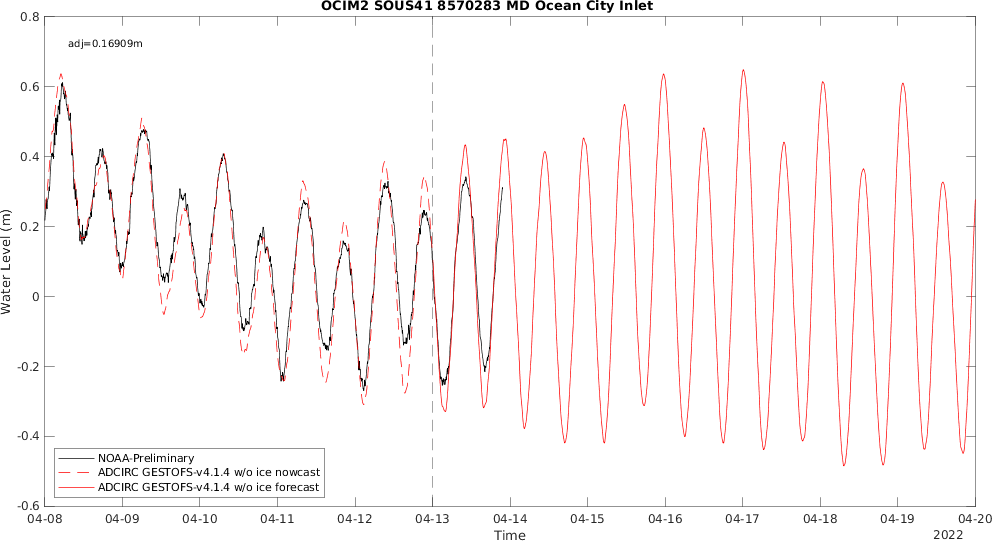 OCIM2 SOUS41 8570283 MD Ocean City Inlet
0.8
adj=0.16909m
0.6
0.4
0.2
0
-0.2
-0.4
-0.6
Water Level (m)
NOAA-Preliminary
ADCIRC GESTOFS-v4.1.4 w/o ice nowcast
ADCIRC GESTOFS-v4.1.4 w/o ice forecast
04-08 04-09 04-10 04-11 04-12 04-13 04-14 04-15 04-16 04-17 04-18 04-19 04-20
Time
2022